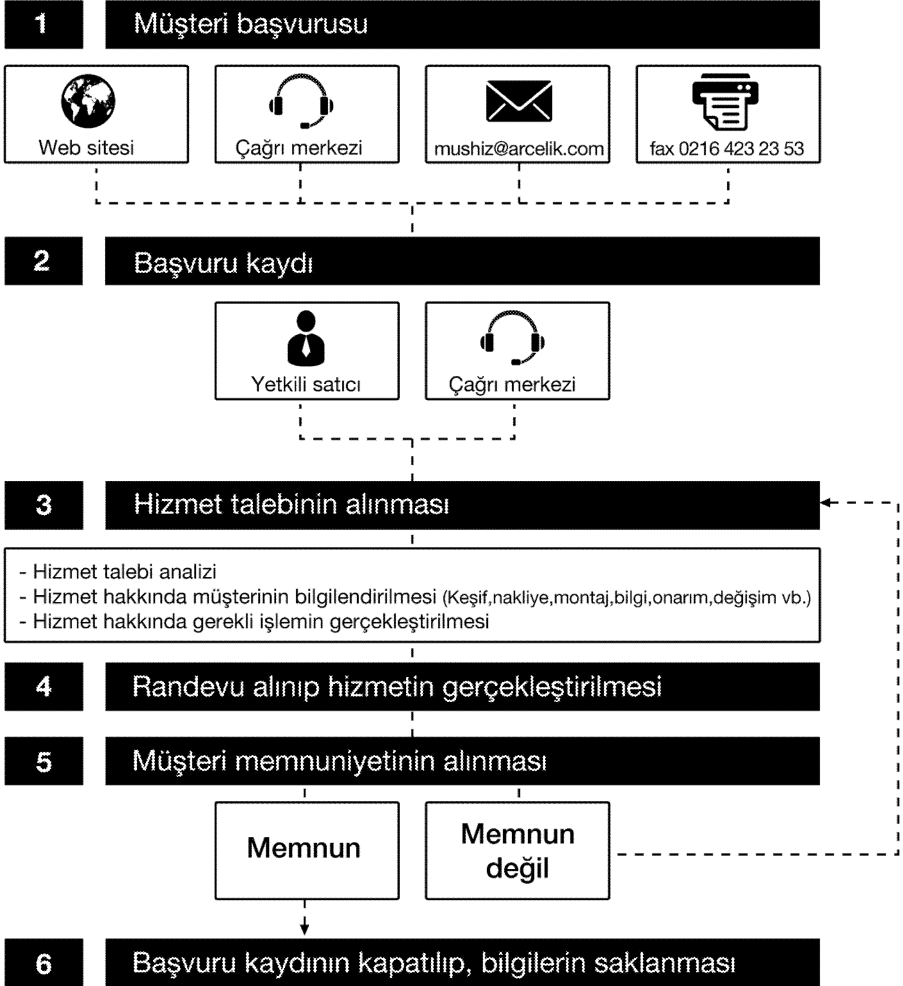 1 Müşteri başvurusu
Web sitesi
Çağrı merkezi
mushiz@arcelik.com
fax 0216 423 23 53
2 Başvuru kaydı
Yetkili satıcı
Çağrı merkezi
3 Hizmet talebinin alınması
- Hizmet talebi analizi
- Hizmet hakkında müşterinin bilgilendirilmesi (Keşif,nakliye,montaj,bilgi,onarım,değişim vb.)
- Hizmet hakkında gerekli işlemin gerçekleştirilmesi
4 Randevu alınıp hizmetin gerçekleştirilmesi
5 Müşteri memnuniyetinin alınması
Memnun
Memnun
değil
6 Başvuru kaydının kapatılıp, bilgilerin saklanması